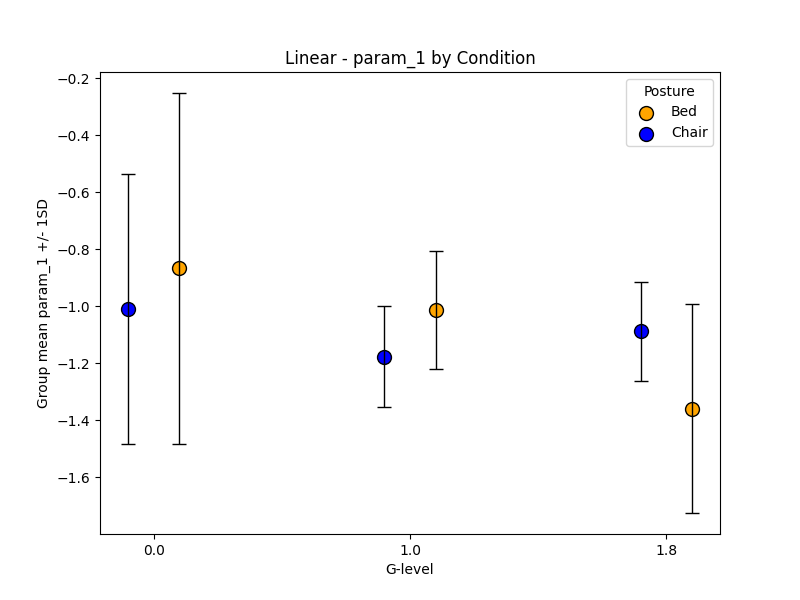 Linear - param_1 by Condition
Posture
Bed
Chair
Group mean param_1 +/- 1SD
−0.2
−0.4
−0.6
−0.8
−1.0
−1.2
−1.4
−1.6
0.0
1.0
1.8
G-level